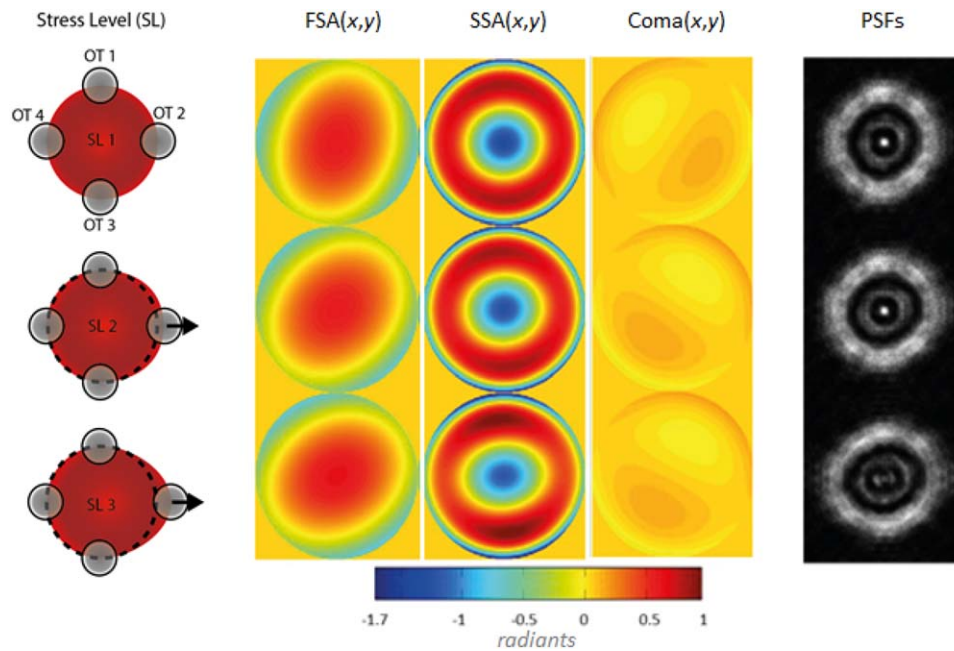 Stress Level (SL) FSA(x,y) SSA(x,y) Coma(x,y) PSFs
OT 1
OT 4 OT 2
SL 1
OT 3
SL 2
SL 3
-1.7 -1 -0.5 0 0.5 1
radiants